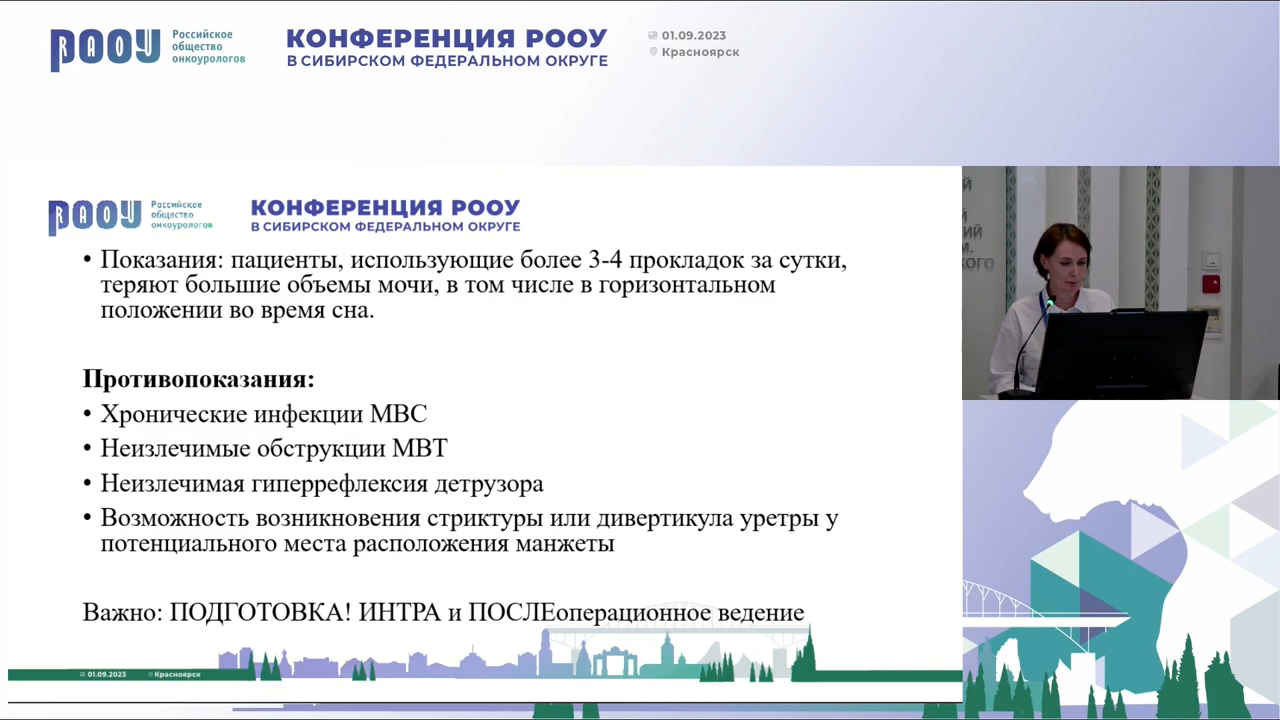 РООУ
RAOU
Российское
общество
онкоурологов
КОНФЕРЕНЦИЯ РООУ
В СИБИРСКОМ ФЕДЕРАЛЬНОМ ОКРУГЕ
01.09.2023
Красноярск
РООУ
RAOU
Российское
общество
онкоурологов
КОНФЕРЕНЦИЯ РООУ
В СИБИРСКОМ ФЕДЕРАЛЬНОМ ОКРУГЕ
• Показания: пациенты, использующие более 3-4 прокладок за сутки,
теряют большие объемы мочи, в том числе в горизонтальном
положении во время сна.
Противопоказания:
• Хронические инфекции МВС
• Неизлечимые обструкции МВТ
• Неизлечимая гиперрефлексия детрузора
• Возможность возникновения стриктуры или дивертикула уретры у
потенциального места расположения манжеты
Важно: ПОДГОТОВКА! ИНТРА и ПОСЛЕоперационное ведение
01.09.2023
Красноярск